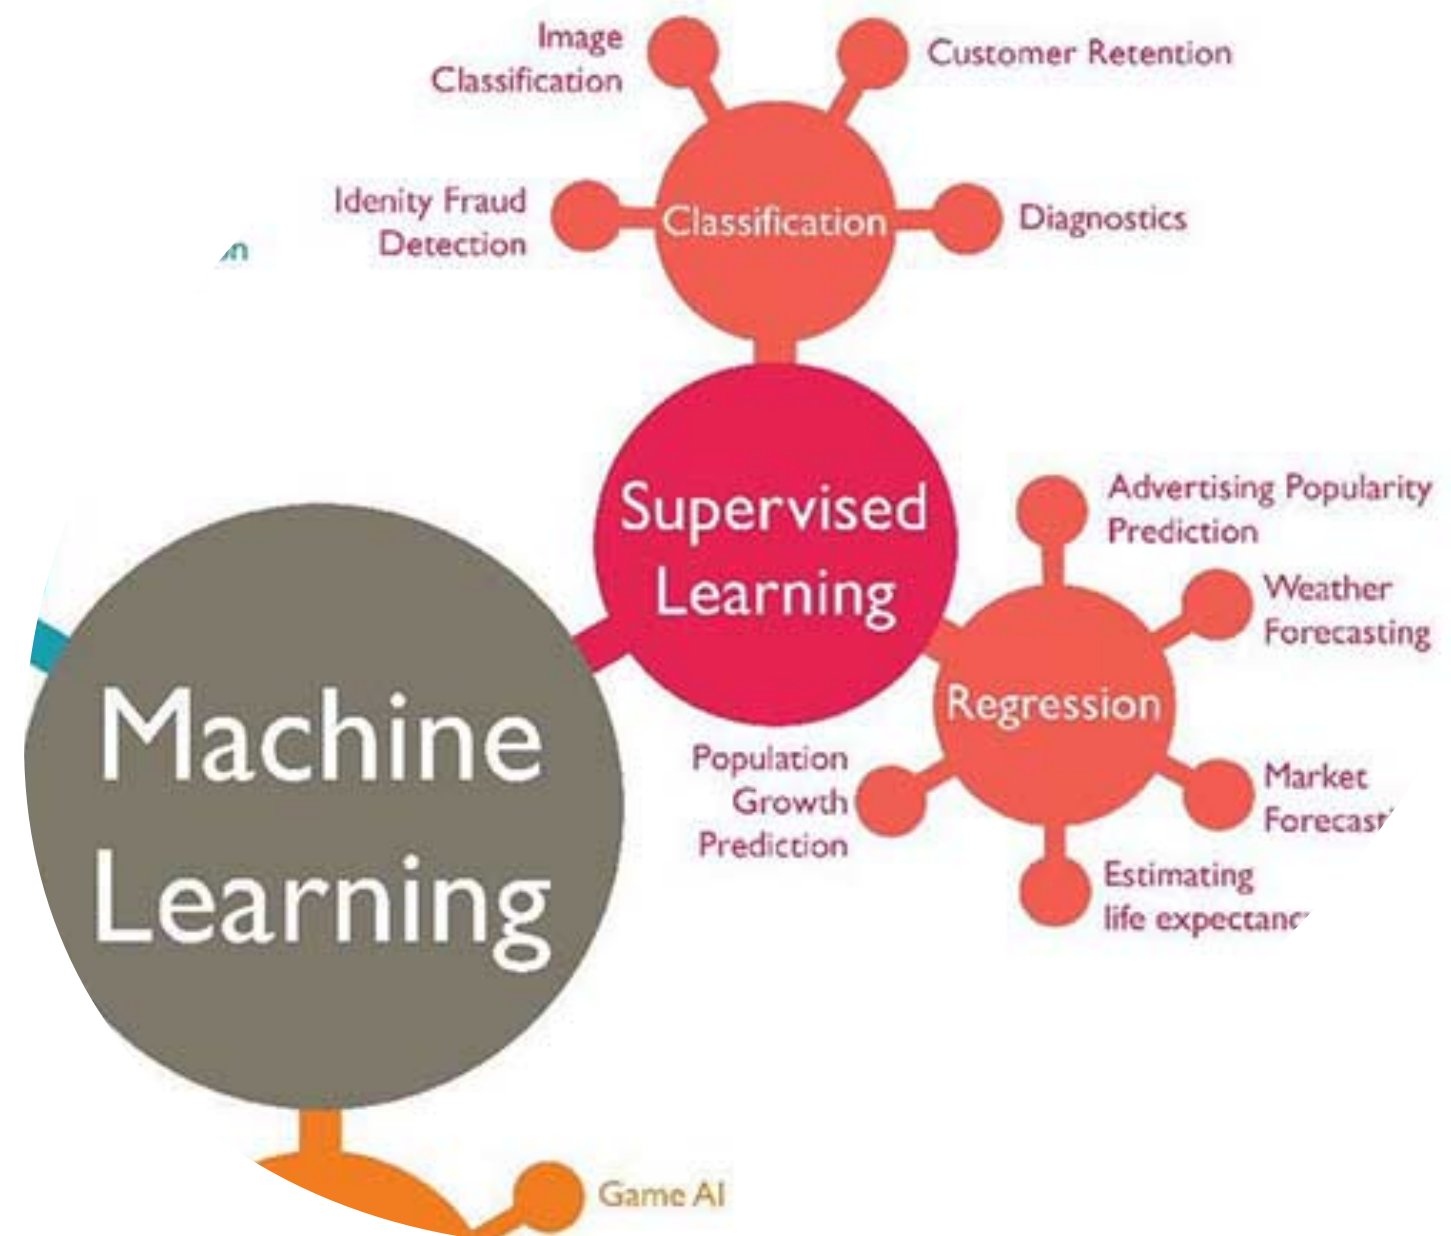 Image
Classification
Customer Retention
Idenity Fraud
Detection
Classification
Diagnostics
Supervised
Learning
Advertising Popularity
Prediction
Weather
Forecasting
Regression
Machine
Learning
Population
Growth
Prediction
Market
Estimating
life
Game AI